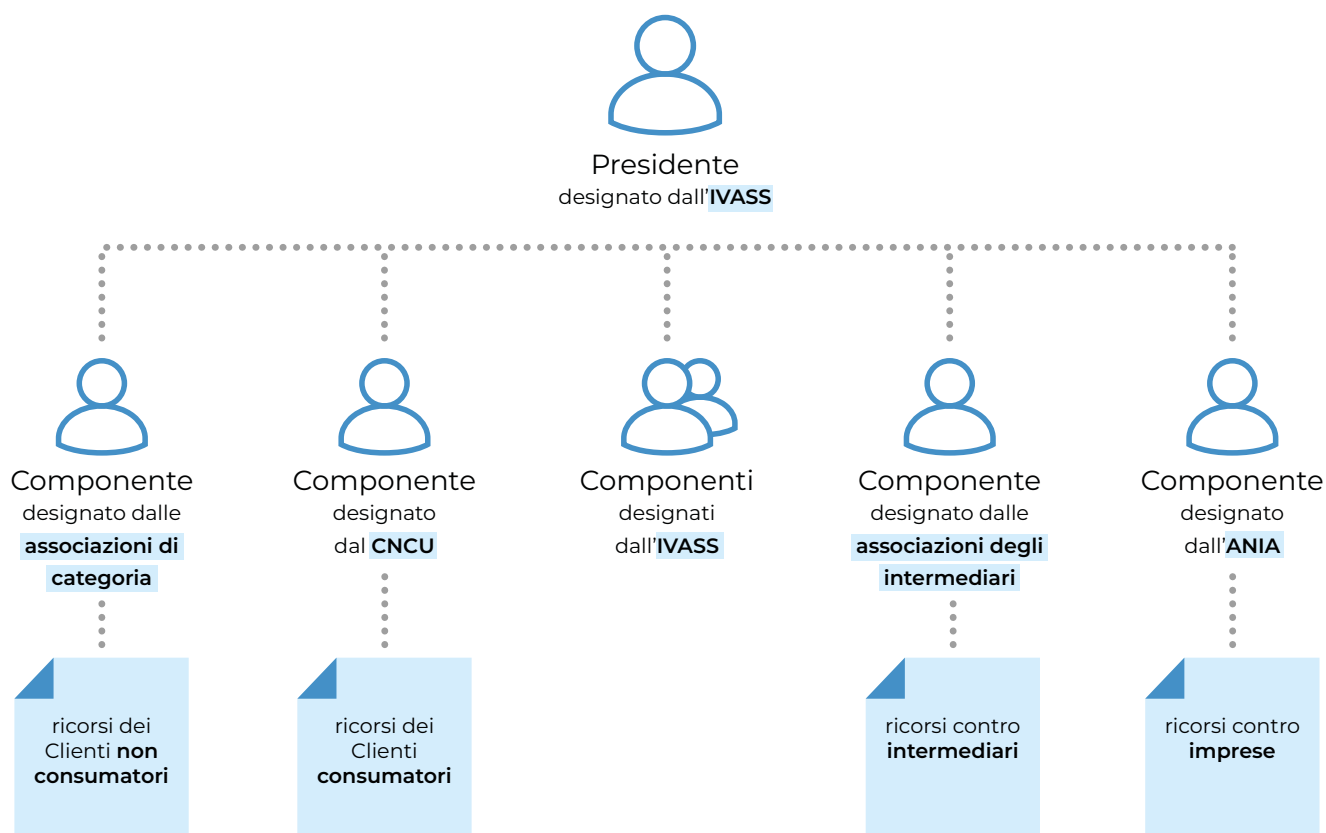 Presidente
designato dall'IVASS
Componente
designato dalle
associazioni di
categoria
Componente
designato
dal CNCU
Componenti
designati
dall'IVASS
Componente
designato dalle
associazioni degli
intermediari
Componente
designato
dall'ANIA
ricorsi dei
Clienti non
consumatori
ricorsi dei
Clienti
consumatori
ricorsi contro
intermediari
ricorsi contro
imprese